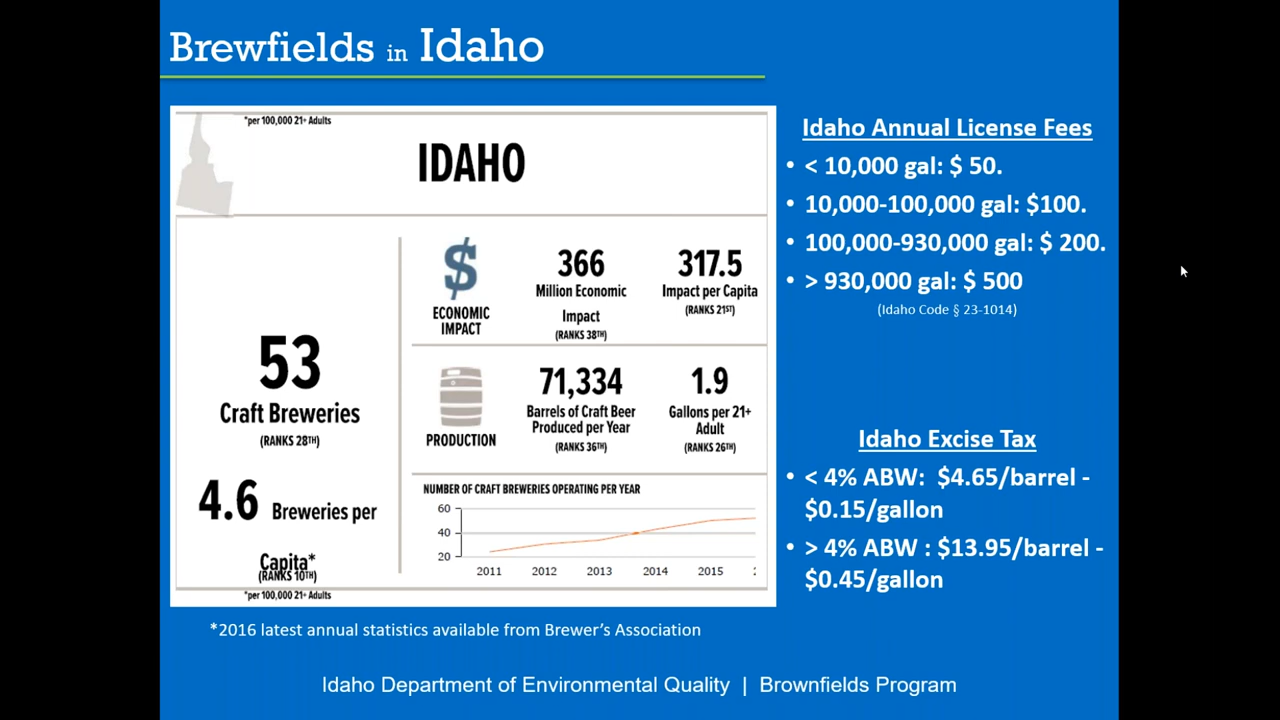 Brewfields in Idaho
*per 100,000 21+ Adults
IDAHO
$
ECONOMIC
IMPACT
366
Million Economic
Impact
(RANKS 38TH)
317.5
Impact per Capita
(RANKS 21ST)
53
Craft Breweries
(RANKS 28TH)
4.6 Breweries per
Capita*
(RANKS 10TH)
PRODUCTION
71,334
Barrels of Craft Beer
Produced per Year
(RANKS 36TH)
1.9
Gallons per 21+
Adult
(RANKS 26TH)
NUMBER OF CRAFT BREWERIES OPERATING PER YEAR
60
40
20
2011 2012 2013 2014 2015
*per 100,000 21+ Adults
*2016 latest annual statistics available from Brewer's Association
Idaho Annual License Fees
• < 10,000 gal: $ 50.
• 10,000-100,000 gal: $100.
• 100,000-930,000 gal: $ 200.
• > 930,000 gal: $ 500
(Idaho Code § 23-1014)
Idaho Excise Tax
• < 4% ABW: $4.65/barrel -
$0.15/gallon
• > 4% ABW : $13.95/barrel -
$0.45/gallon
Idaho Department of Environmental Quality | Brownfields Program